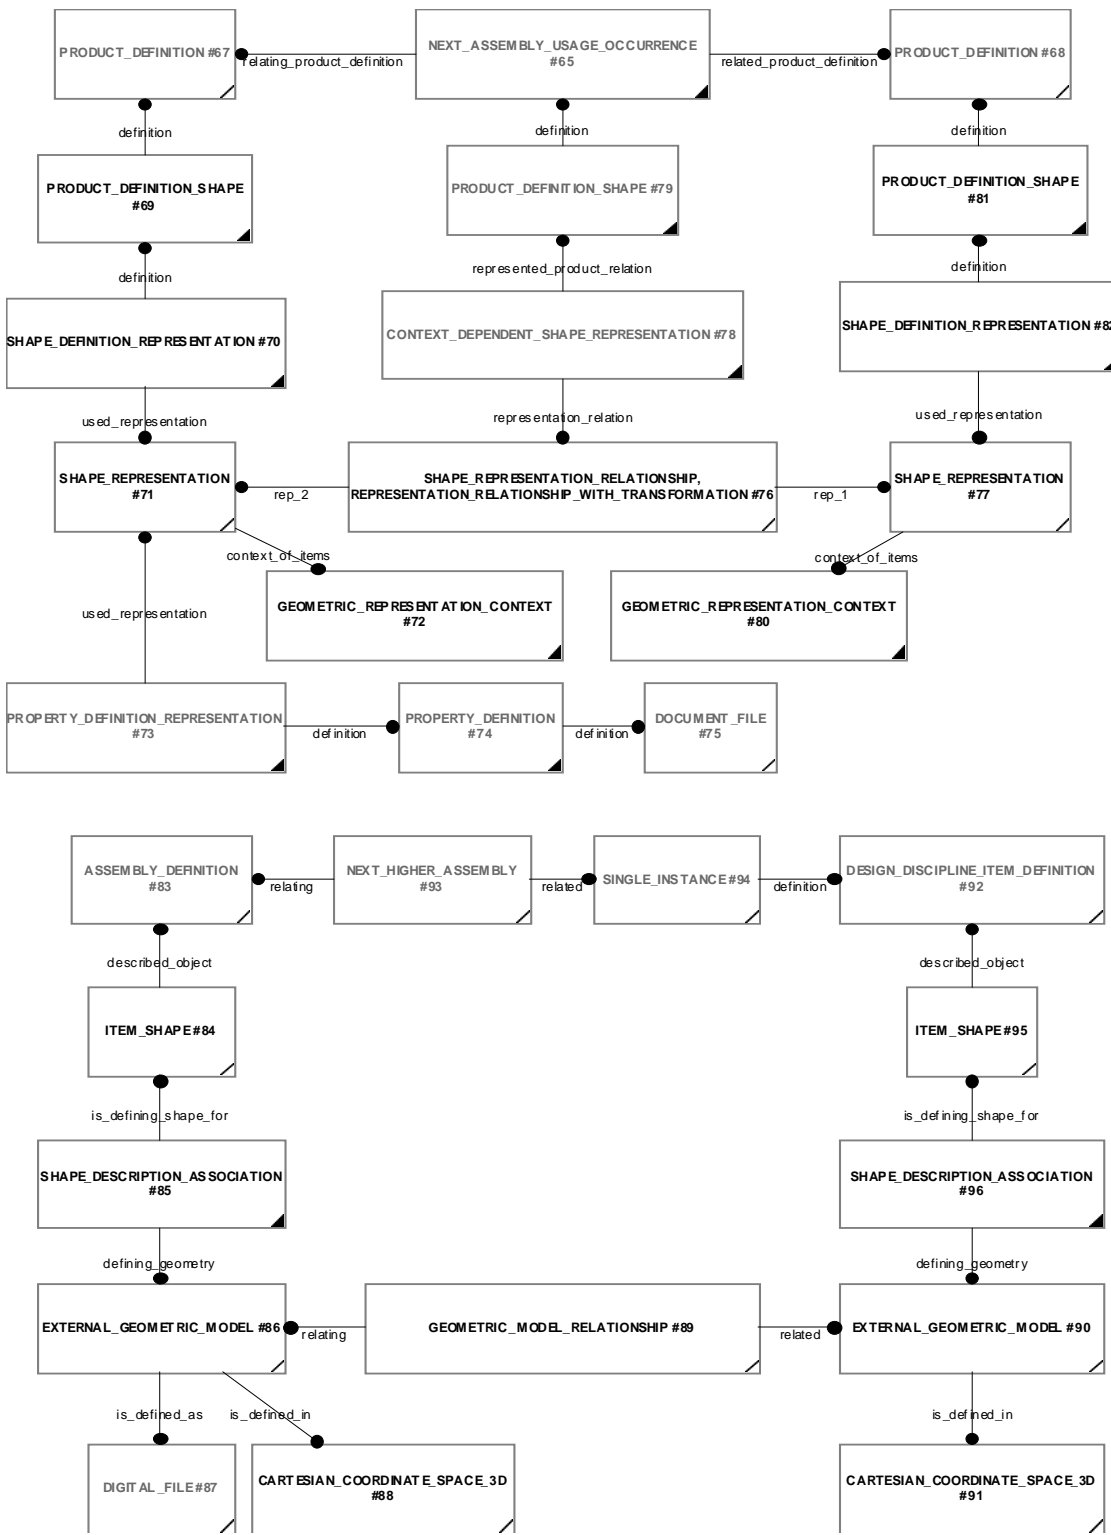 PRODUCT_DEFINITION #67
relating_product_definition
NEXT_ASSEMBLY_USAGE_OCCURRENCE
#65
related_product_definition
PRODUCT_DEFINITION #68
definition
definition
definition
PRODUCT_DEFINITION_SHAPE
#69
PRODUCT_DEFINITION_SHAPE #79
PRODUCT_DEFINITION_SHAPE
#81
definition
represented_product_relation
definition
SHAPE_DEFINITION_REPRESENTATION #70
CONTEXT_DEPENDENT_SHAPE_REPRESENTATION #78
SHAPE_DEFINITION_REPRESENTATION #82
used_representation
representation_relation
used_representation
SHAPE_REPRESENTATION
#71
rep_2
SHAPE_REPRESENTATION_RELATIONSHIP,
REPRESENTATION_RELATIONSHIP_WITH_TRANSFORMATION #76
rep_1
SHAPE_REPRESENTATION
#77
context_of_items
context_of_items
GEOMETRIC_REPRESENTATION_CONTEXT
#72
GEOMETRIC_REPRESENTATION_CONTEXT
#80
used_representation
PROPERTY_DEFINITION_REPRESENTATION
#73
definition
PROPERTY_DEFINITION
#74
definition
DOCUMENT_FILE
#75
ASSEMBLY_DEFINITION
#83
relating
NEXT_HIGHER_ASSEMBLY
#93
related
SINGLE_INSTANCE #94
definition
DESIGN_DISCIPLINE_ITEM_DEFINITION
#92
described_object
described_object
ITEM_SHAPE #84
ITEM_SHAPE #95
is_defining_shape_for
is_defining_shape_for
SHAPE_DESCRIPTION_ASSOCIATION
#85
SHAPE_DESCRIPTION_ASSOCIATION
#96
defining_geometry
defining_geometry
EXTERNAL_GEOMETRIC_MODEL #86
relating
GEOMETRIC_MODEL_RELATIONSHIP #89
related
EXTERNAL_GEOMETRIC_MODEL #90
is_defined_as
is_defined_in
is_defined_in
DIGITAL_FILE #87
CARTESIAN_COORDINATE_SPACE_3D
#88
CARTESIAN_COORDINATE_SPACE_3D
#91